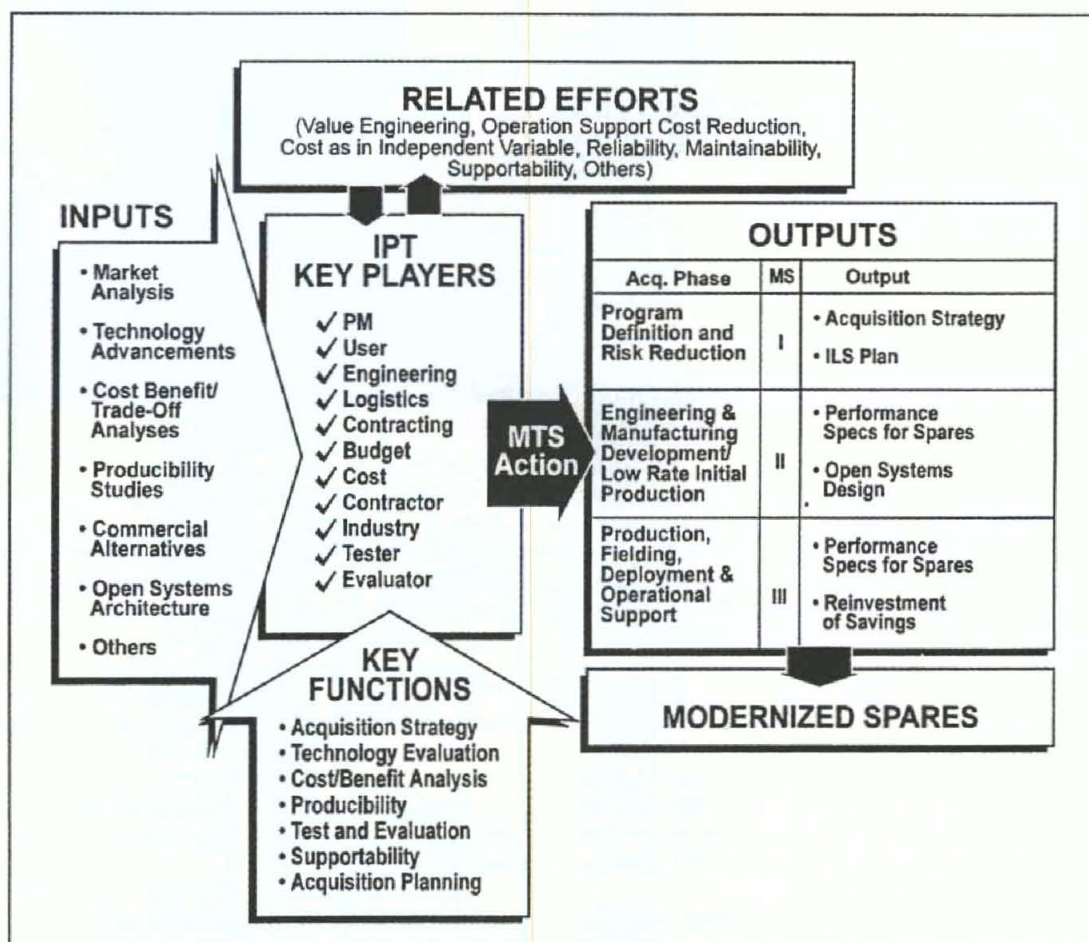 RELATED EFFORTS
(Value Engineering, Operation Support Cost Reduction,
Cost as in Independent Variable, Reliability, Maintainability,
Supportability, Others)
INPUTS
• Market
Analysis
• Technology
Advancements
• Cost Benefit/
Trade-Off
Analyses
• Producibility
Studies
• Commercial
Alternatives
• Open Systems
Architecture
• Others
IPT
KEY PLAYERS
✓ PM
✓ User
✓ Engineering
✓ Logistics
✓ Contracting
✓ Budget
✓ Cost
✓ Contractor
✓ Industry
✓ Tester
✓ Evaluator
KEY
FUNCTIONS
• Acquisition Strategy
• Technology Evaluation
• Cost/Benefit Analysis
• Producibility
• Test and Evaluation
• Supportability
• Acquisition Planning
MTS
Action
OUTPUTS
Acq. Phase MS Output
Program
Definition and
Risk Reduction
I
• Acquisition Strategy
• ILS Plan
Engineering &
Manufacturing
Development/
Low Rate Initial
Production
II
• Performance
Specs for Spares
• Open Systems
Design
Production,
Fielding,
Deployment &
Operational
Support
III
• Performance
Specs for Spares
• Reinvestment
of Savings
MODERNIZED SPARES